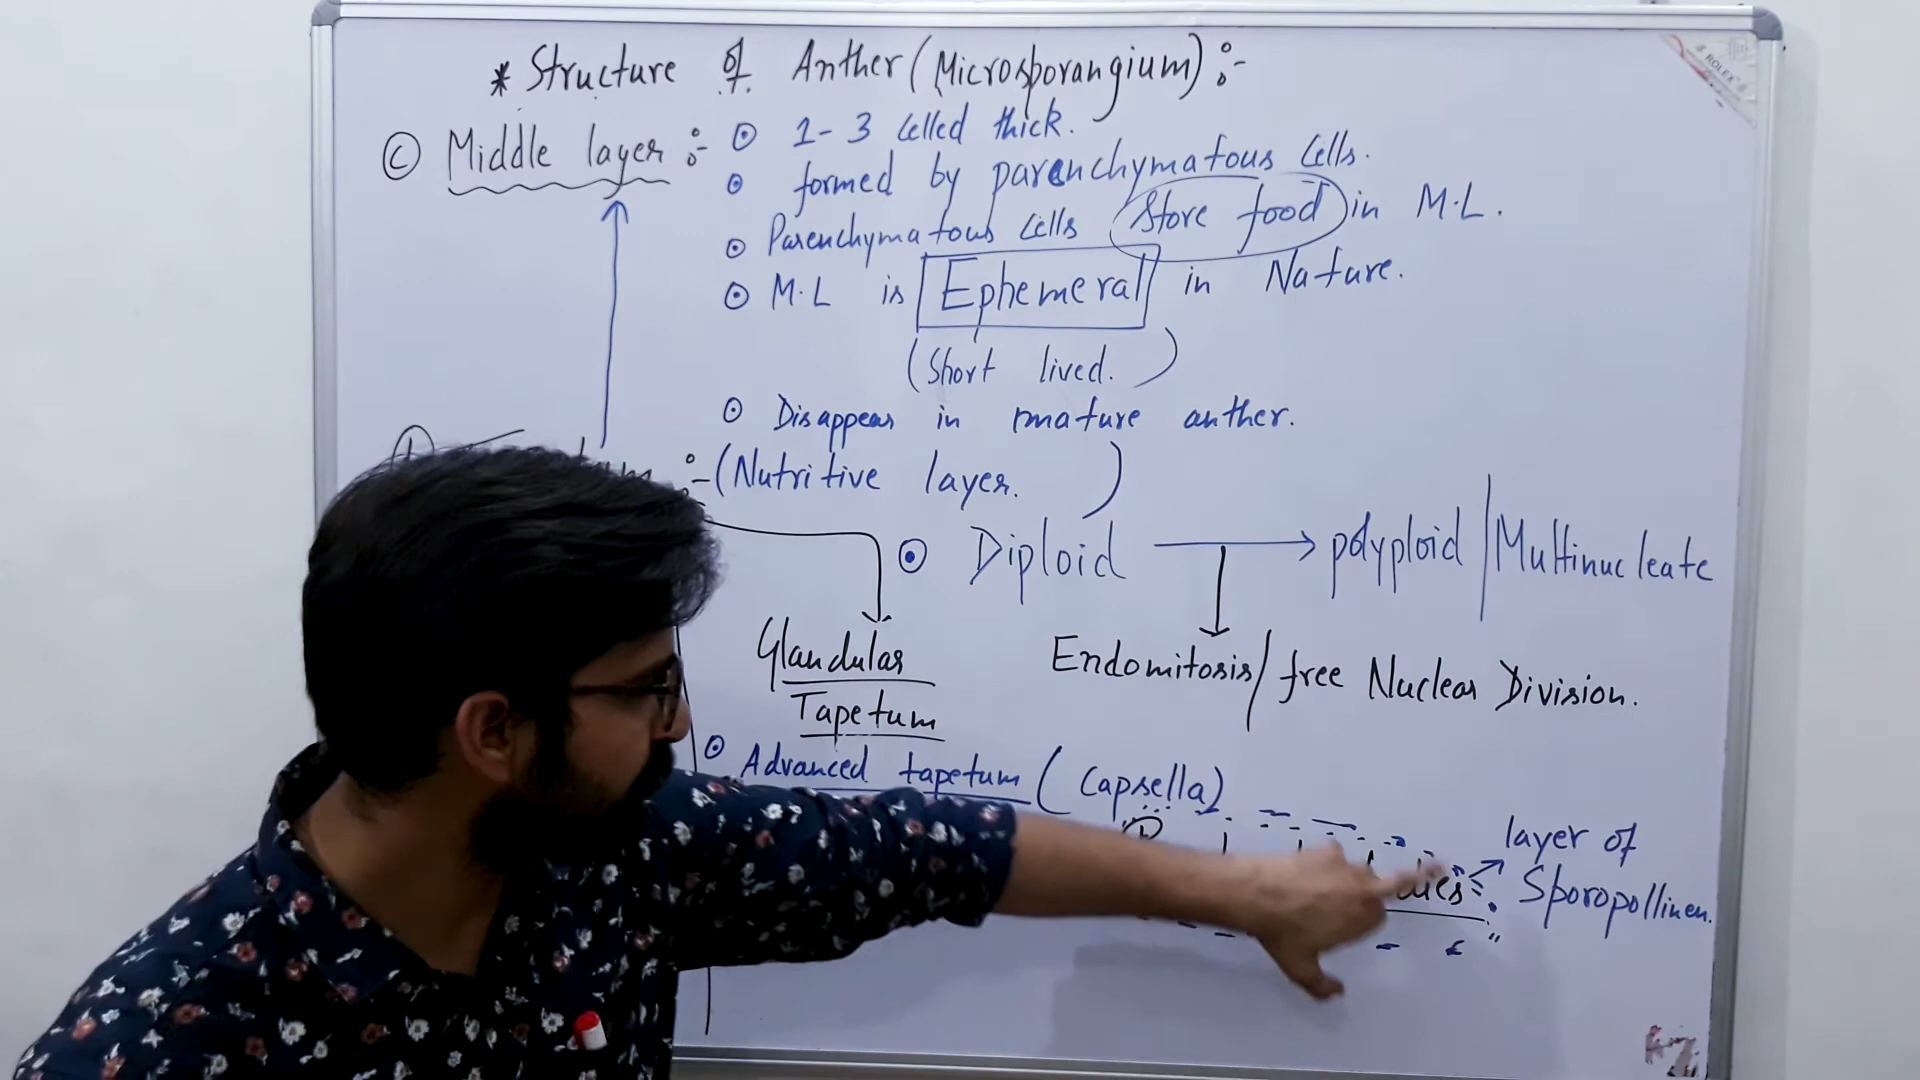 * Structure of Anther (Microsporangium) :-
Ⓒ Middle layer :- ⊙ 1-3 Celled thick.
⊙ formed by parenchymatous Cells.
⊙ Parenchymatous Cells Store food in M.L.
⊙ M.L is Ephemeral in Nature.
(Short lived.)
⊙ Disappear in mature anther.
:- (Nutritive layer.)
⊙ Diploid → polyploid | Multinucleate
Glandular
Tapetum
Endomitosis / free Nuclear Division.
⊙ Advanced tapetum (Capsella)
layer of
Sporopollinen.
ROLEX